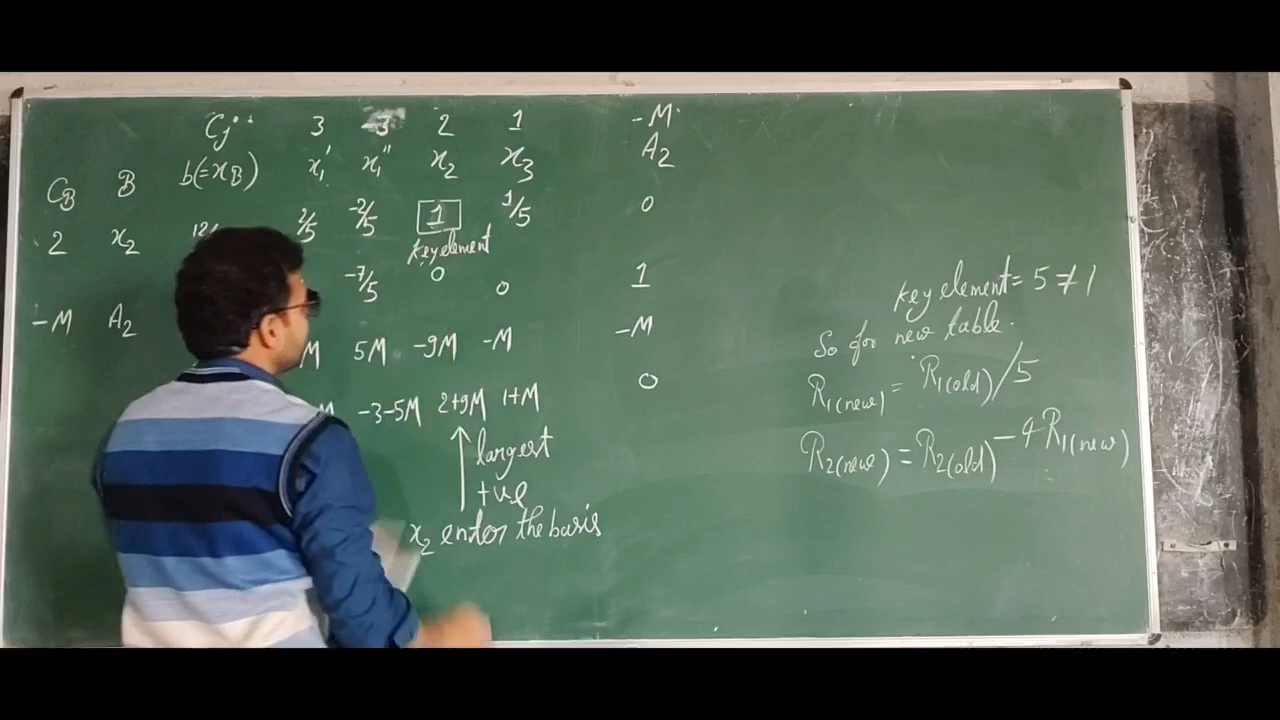 Cj 3 -3 2 1 -M
CB B b(=xB) x1' x1'' x2 x3 A2
2 x2 12/ 2/5 -2/5 1 1/5 0
key element
-M A2 -7/5 0 0 1
M 5M -9M -M -M
M -3-5M 2+9M 1+M 0
largest
+ve
x2 enter the basis
key element = 5 ≠ 1
So for new table.
R1(new) = R1(old)/5
R2(new) = R2(old) - 4R1(new)